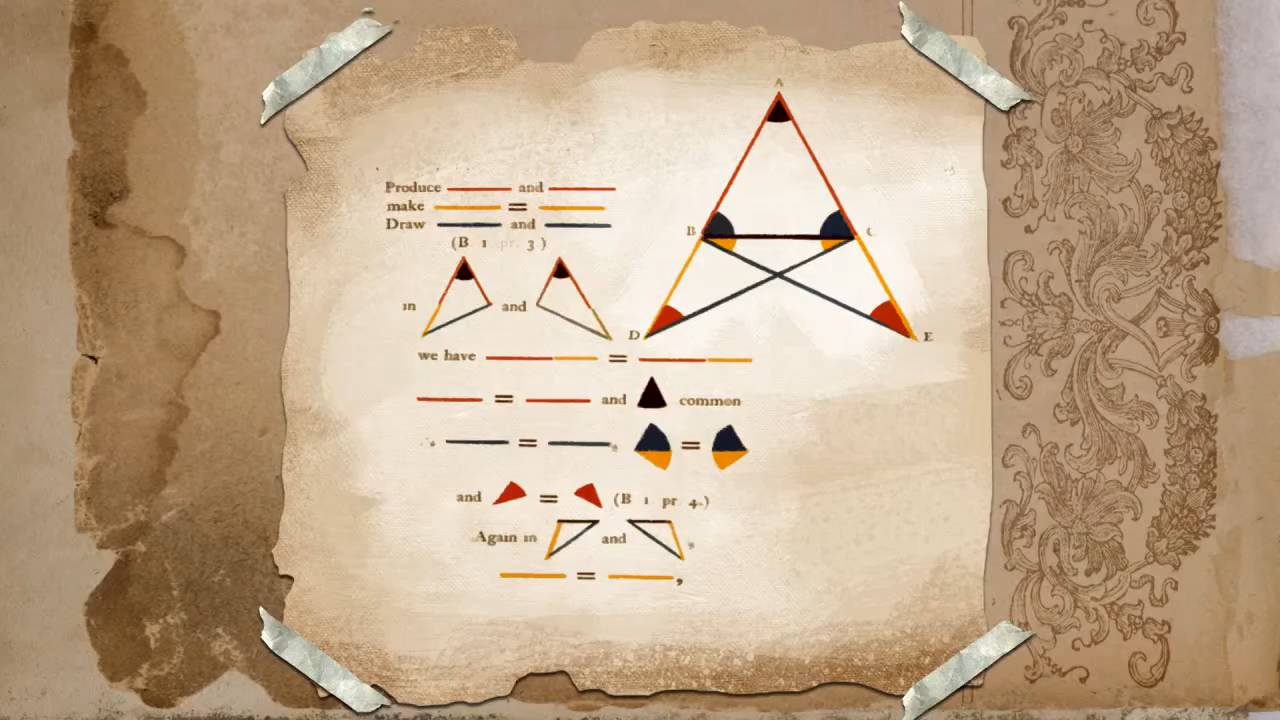 A
Produce and
make =
Draw and
(B 1 pr. 3)
B C
in and
D E
we have =
= and common
∴ = , =
and = (B 1 pr 4.)
Again in and ,
= ,